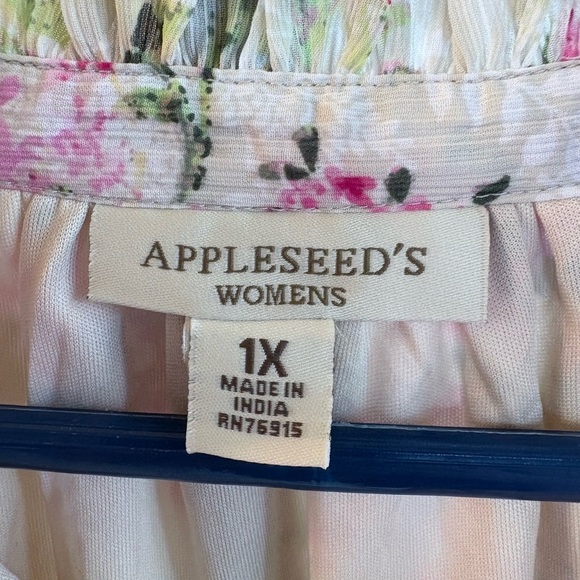 APPLESEED'S
WOMENS
1X
MADE IN
INDIA
RN76915